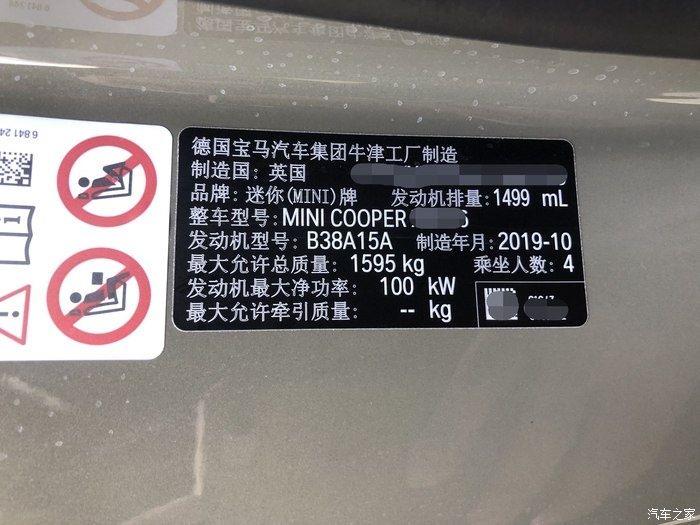 6 841 24
德国宝马汽车集团牛津工厂制造
制造国: 英国
品牌: 迷你(MINI)牌 发动机排量: 1499 mL
整车型号: MINI COOPER 6
发动机型号: B38A15A 制造年月: 2019-10
最大允许总质量: 1595 kg 乘坐人数: 4
发动机最大净功率: 100 kW
最大允许牵引质量: -- kg
汽车之家